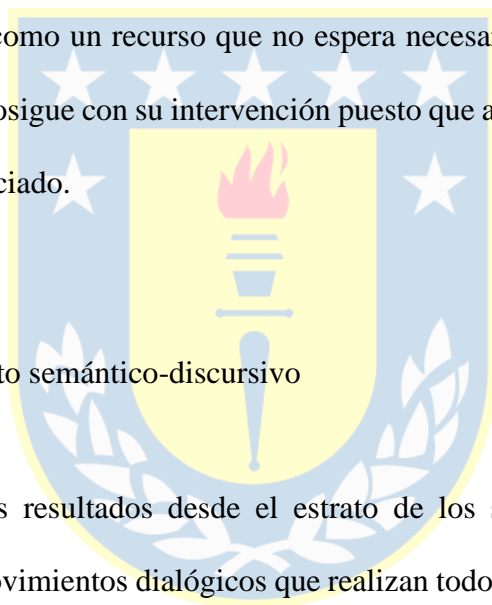 como un recurso que no espera
osigue con su intervención puesto que
ciado.
to semántico-discursivo
s resultados desde el estrato de los
ovimientos dialógicos que realizan todo